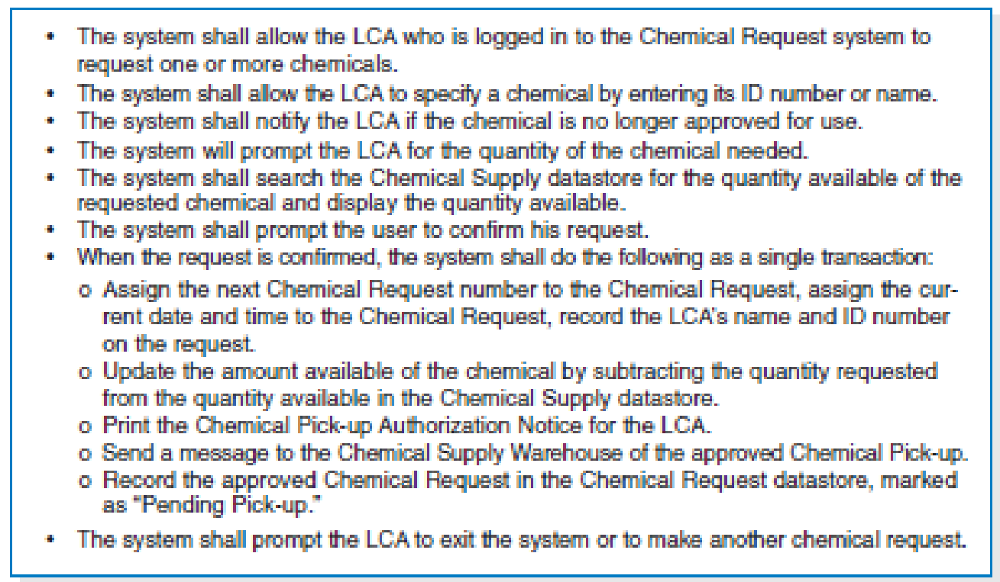 • The system shall allow the LCA who is logged in to the Chemical Request system to
request one or more chemicals.
• The system shall allow the LCA to specify a chemical by entering its ID number or name.
• The system shall notify the LCA if the chemical is no longer approved for use.
• The system will prompt the LCA for the quantity of the chemical needed.
• The system shall search the Chemical Supply datastore for the quantity available of the
requested chemical and display the quantity available.
• The system shall prompt the user to confirm his request.
• When the request is confirmed, the system shall do the following as a single transaction:
o Assign the next Chemical Request number to the Chemical Request, assign the cur-
rent date and time to the Chemical Request, record the LCA's name and ID number
on the request.
o Update the amount available of the chemical by subtracting the quantity requested
from the quantity available in the Chemical Supply datastore.
o Print the Chemical Pick-up Authorization Notice for the LCA.
o Send a message to the Chemical Supply Warehouse of the approved Chemical Pick-up.
o Record the approved Chemical Request in the Chemical Request datastore, marked
as "Pending Pick-up."
• The system shall prompt the LCA to exit the system or to make another chemical request.